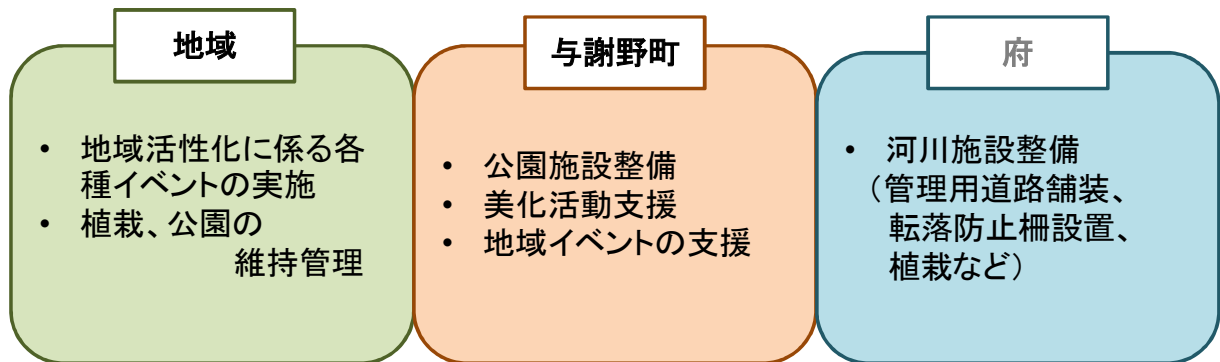 地域
・ 地域活性化に係る各
種イベントの実施
・ 植栽、公園の
維持管理
与謝野町
・ 公園施設整備
・ 美化活動支援
・ 地域イベントの支援
府
・ 河川施設整備
（管理用道路舗装、
転落防止柵設置、
植栽など）